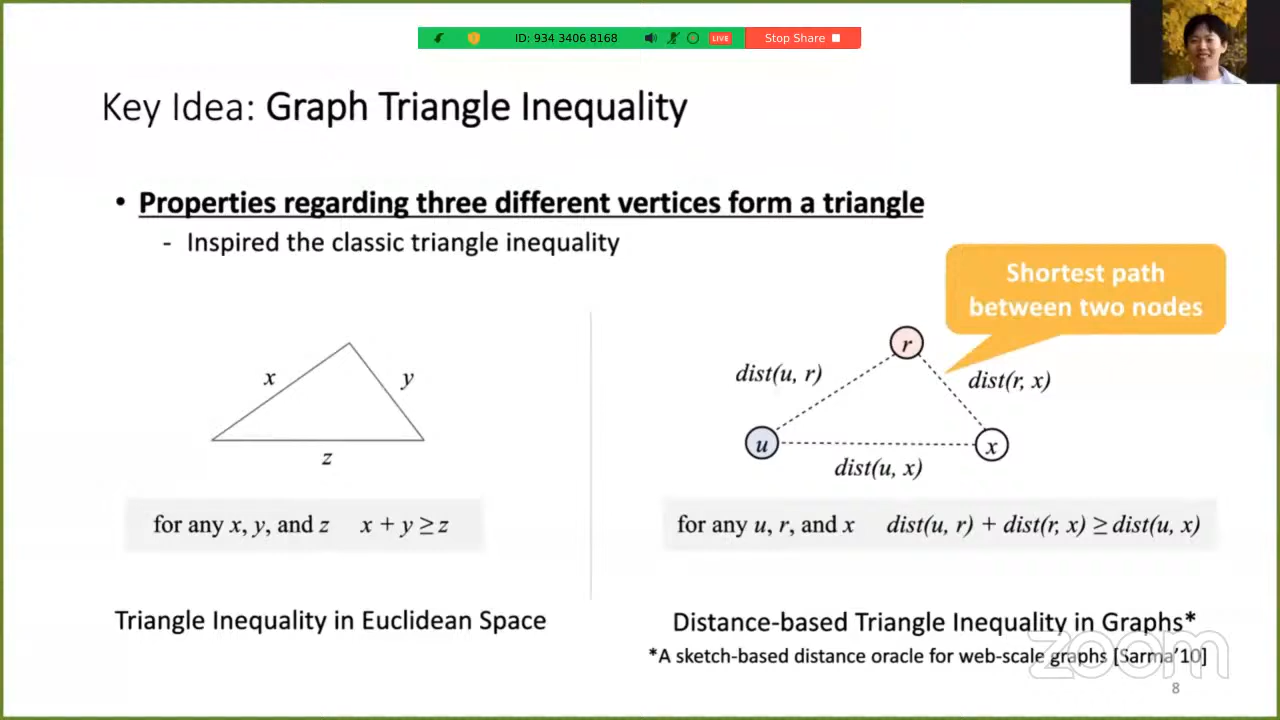 ID: 934 3406 8168
LIVE
Stop Share
Key Idea: Graph Triangle Inequality
• Properties regarding three different vertices form a triangle
- Inspired the classic triangle inequality
Shortest path
between two nodes
x
y
z
r
dist(u, r)
dist(r, x)
u
x
dist(u, x)
for any x, y, and z x + y ≥ z
for any u, r, and x dist(u, r) + dist(r, x) ≥ dist(u, x)
Triangle Inequality in Euclidean Space
Distance-based Triangle Inequality in Graphs*
*A sketch-based distance oracle for web-scale graphs [Sarma'10]
zoom
8